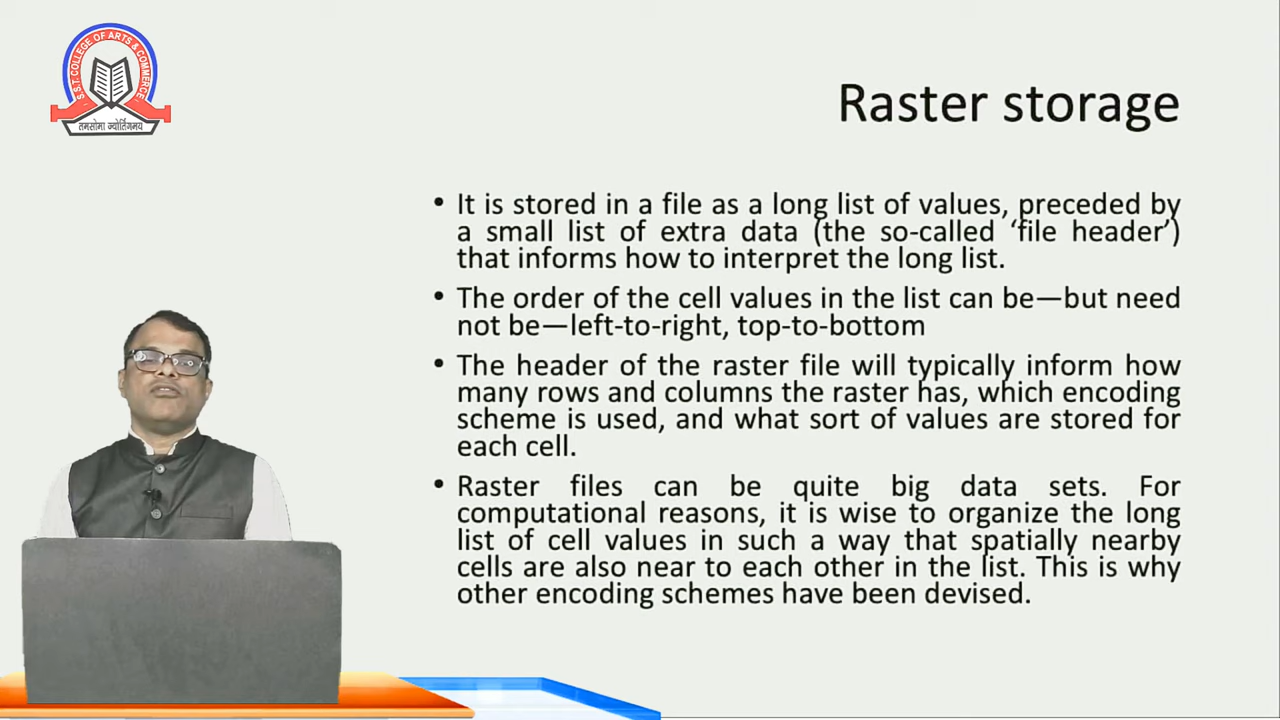 S.S.T. COLLEGE OF ARTS & COMMERCE
तमसोमा ज्योर्तिगमय
Raster storage
• It is stored in a file as a long list of values, preceded by
a small list of extra data (the so-called ‘file header’)
that informs how to interpret the long list.
• The order of the cell values in the list can be—but need
not be—left-to-right, top-to-bottom
• The header of the raster file will typically inform how
many rows and columns the raster has, which encoding
scheme is used, and what sort of values are stored for
each cell.
• Raster files can be quite big data sets. For
computational reasons, it is wise to organize the long
list of cell values in such a way that spatially nearby
cells are also near to each other in the list. This is why
other encoding schemes have been devised.